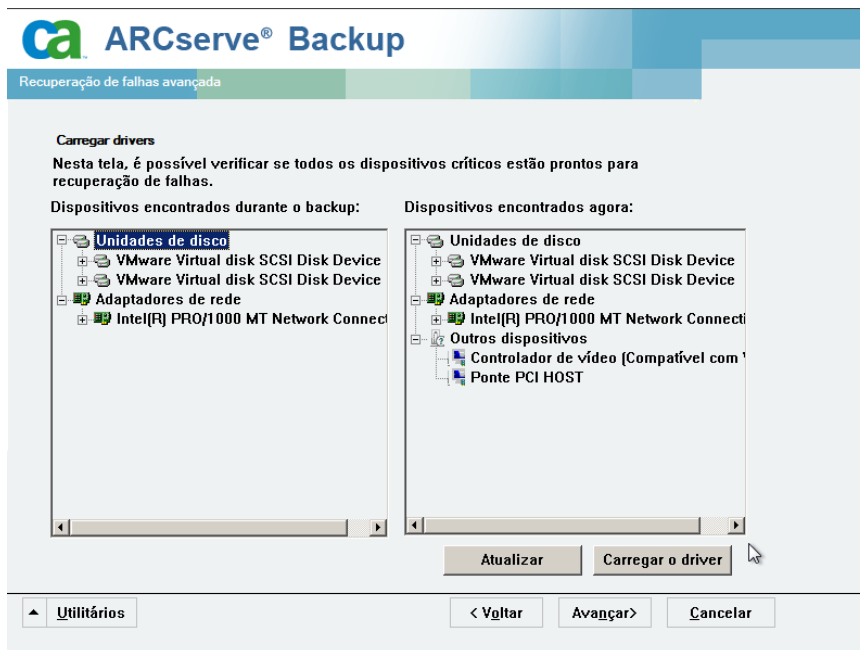 ca ARCserve® Backup
Recuperação de falhas avançada
Carregar drivers
Nesta tela, é possível verificar se todos os dispositivos críticos estão prontos para
recuperação de falhas.
Dispositivos encontrados durante o backup:
Unidades de disco
VMware Virtual disk SCSI Disk Device
VMware Virtual disk SCSI Disk Device
Adaptadores de rede
Intel(R) PRO/1000 MT Network Connect
Dispositivos encontrados agora:
Unidades de disco
VMware Virtual disk SCSI Disk Device
VMware Virtual disk SCSI Disk Device
Adaptadores de rede
Intel(R) PRO/1000 MT Network Connecti
Outros dispositivos
Controlador de vídeo (Compatível com
Ponte PCI HOST
Atualizar
Carregar o driver
Utilitários
< Voltar
Avançar>
Cancelar